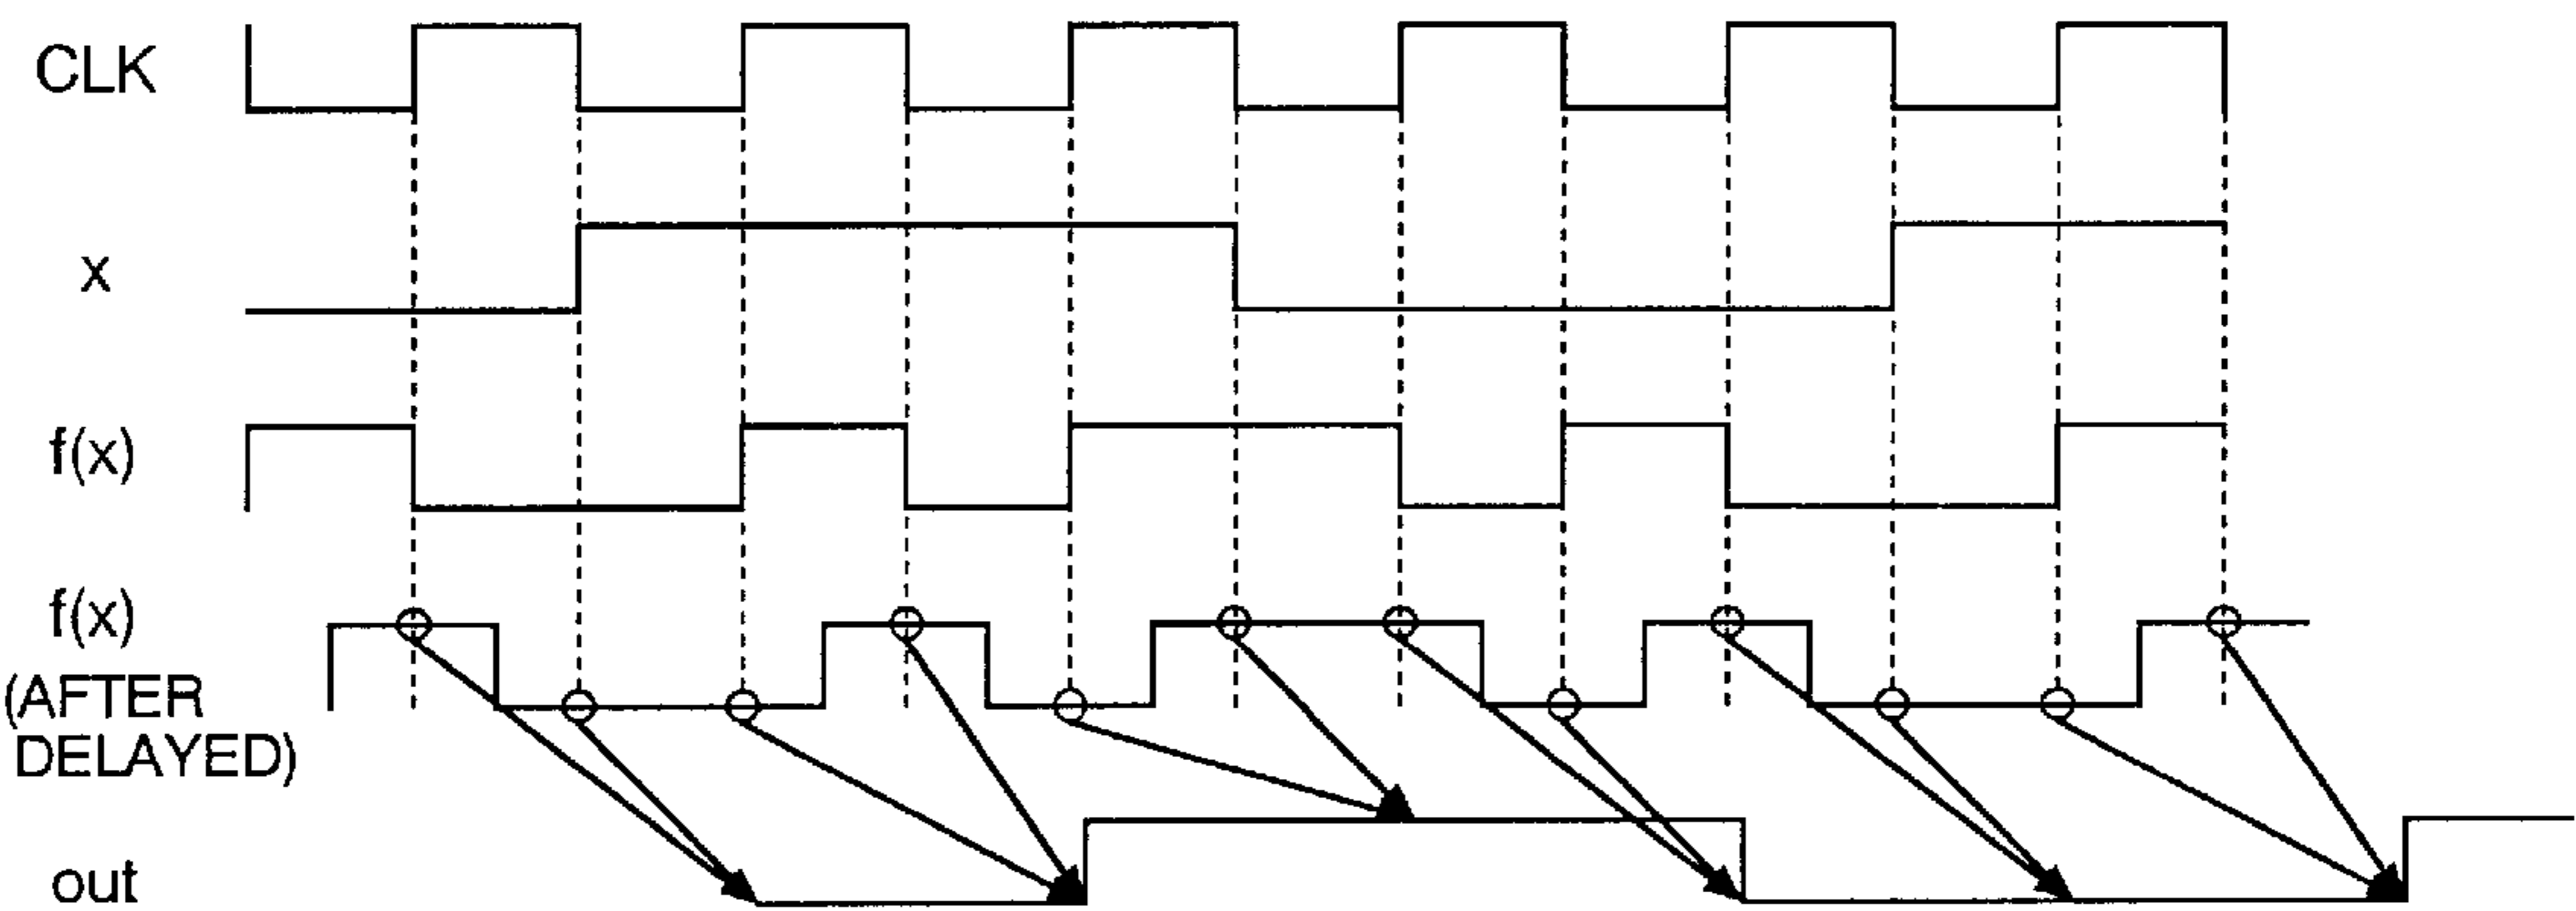 CLK
x
f(x)
f(x)
(AFTER
DELAYED)
out